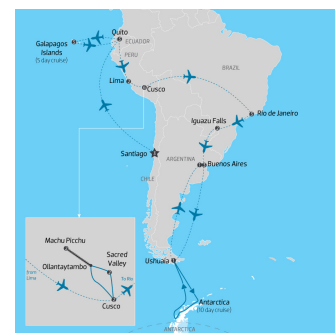 Quito
ECUADOR
Galapagos
Islands
(5 day cruise)
PERU
Lima
Cusco
BRAZIL
Rio de Janeiro
Iguazu Falls
Santiago
ARGENTINA
Buenos Aires
CHILE
Machu Picchu
Sacred
Valley
Ollantaytambo
from
Lima
To Rio
Cusco
Ushuaia
Antarctica
(10 day cruise)
ANTARCTICA